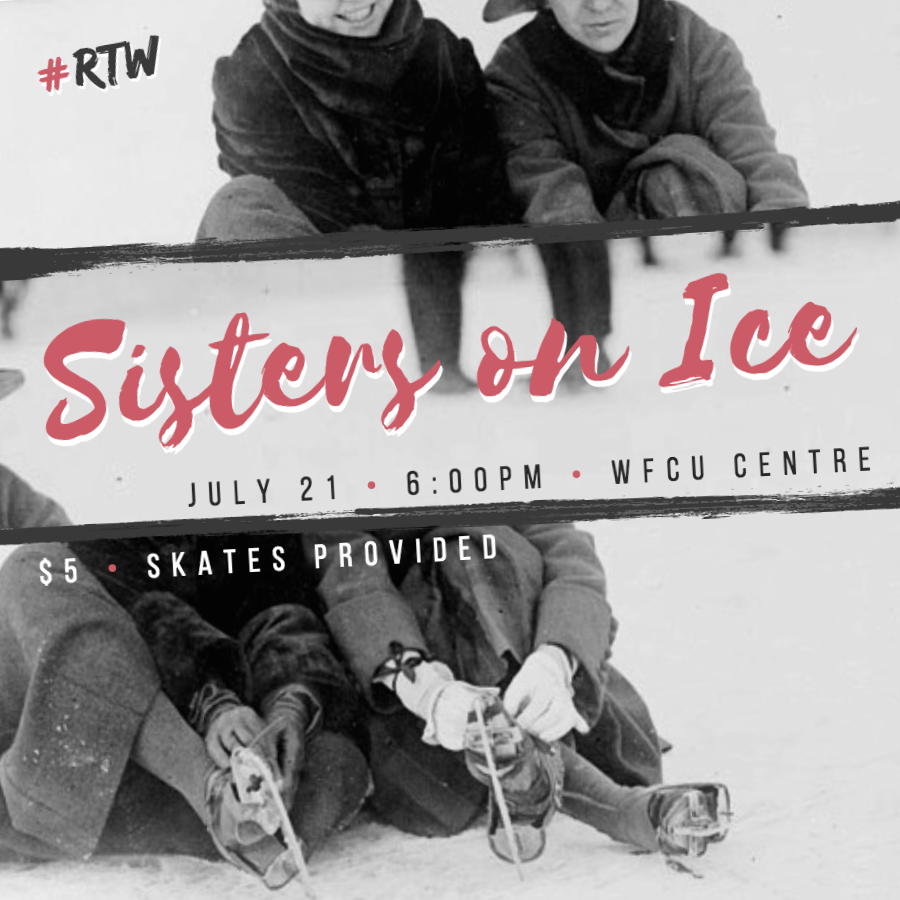 #RTW
Sisters on Ice
JULY 21 • 6:00PM • WFCU CENTRE
$5 • SKATES PROVIDED